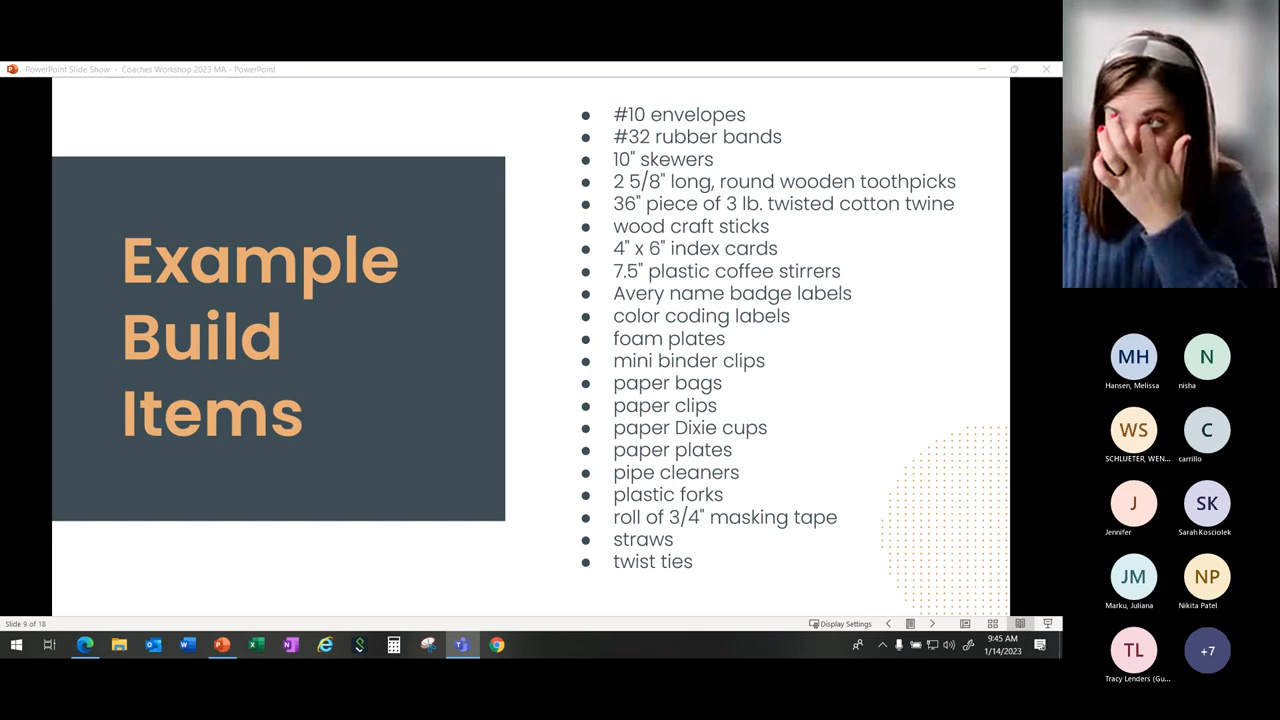 PowerPoint Slide Show - Coaches Workshop 2023 MA - PowerPoint
Example
Build
Items
● #10 envelopes
● #32 rubber bands
● 10" skewers
● 2 5/8" long, round wooden toothpicks
● 36" piece of 3 lb. twisted cotton twine
● wood craft sticks
● 4" x 6" index cards
● 7.5" plastic coffee stirrers
● Avery name badge labels
● color coding labels
● foam plates
● mini binder clips
● paper bags
● paper clips
● paper Dixie cups
● paper plates
● pipe cleaners
● plastic forks
● roll of 3/4" masking tape
● straws
● twist ties
Slide 9 of 18
Display Settings
9:45 AM
1/14/2023
MH
Hansen, Melissa
N
nisha
WS
SCHLUETER, WEN...
C
carrillo
J
Jennifer
SK
Sarah Kosciolek
JM
Marku, Juliana
NP
Nikita Patel
TL
Tracy Lenders (Gu...
+7